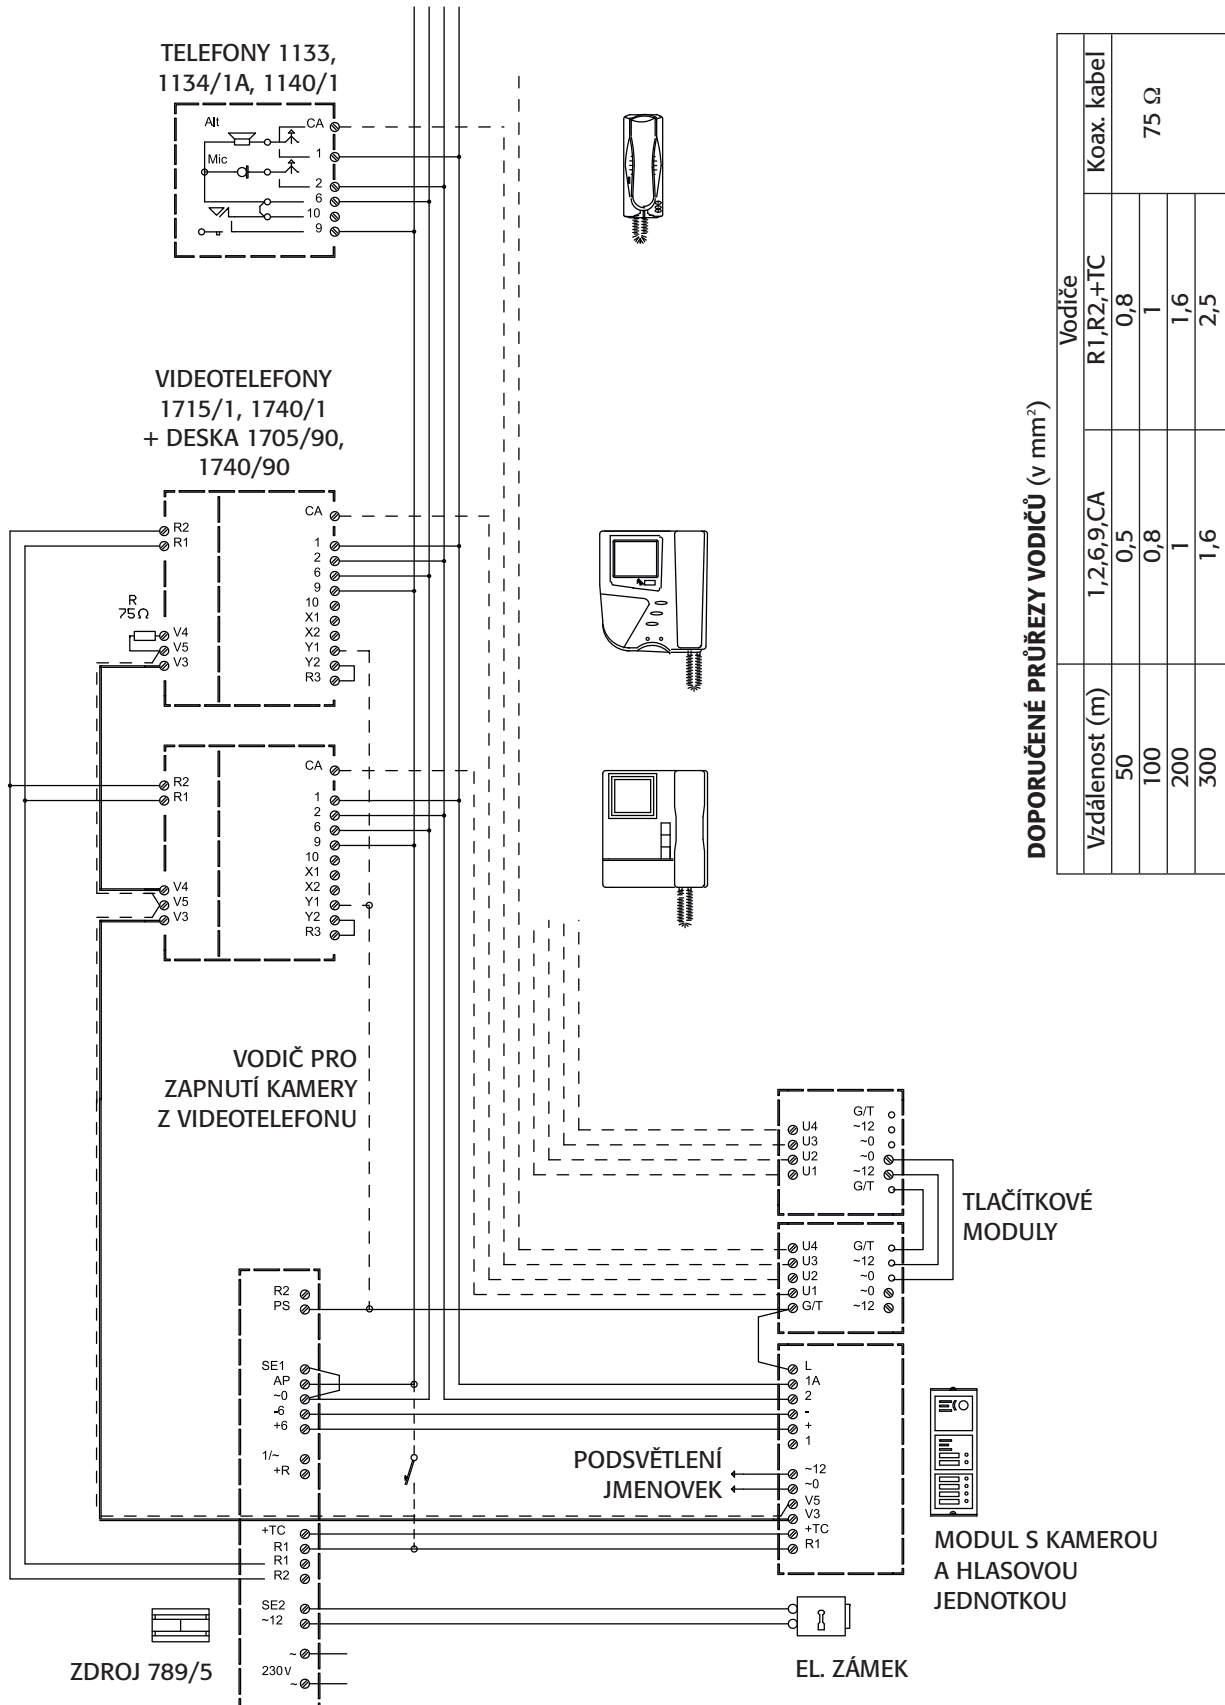 TELEFONY 1133,
1134/1A, 1140/1
Alt
Mic
CA
1
2
6
10
9
VIDEOTELEFONY
1715/1, 1740/1
+ DESKA 1705/90,
1740/90
R2
R1
R
75Ω
V4
V5
V3
CA
1
2
6
9
10
X1
X2
Y1
Y2
R3
R2
R1
V4
V5
V3
CA
1
2
6
9
10
X1
X2
Y1
Y2
R3
VODIČ PRO
ZAPNUTÍ KAMERY
Z VIDEOTELEFONU
U4
U3
U2
U1
G/T
~12
~0
~0
~12
G/T
TLAČÍTKOVÉ
MODULY
U4
U3
U2
U1
G/T
G/T
~12
~0
~0
~12
R2
PS
SE1
AP
~0
-6
+6
1/~
+R
+TC
R1
R1
R2
SE2
~12
~
230V
~
ZDROJ 789/5
L
1A
2
-
+
1
~12
~0
V5
V3
+TC
R1
PODSVĚTLENÍ
JMENOVEK
MODUL S KAMEROU
A HLASOVOU
JEDNOTKOU
EL. ZÁMEK
DOPORUČENÉ PRŮŘEZY VODIČŮ (v mm²)
Vodiče
Vzdálenost (m) 1,2,6,9,CA R1,R2,+TC Koax. kabel
50 0,5 0,8 75 Ω
100 0,8 1
200 1 1,6
300 1,6 2,5